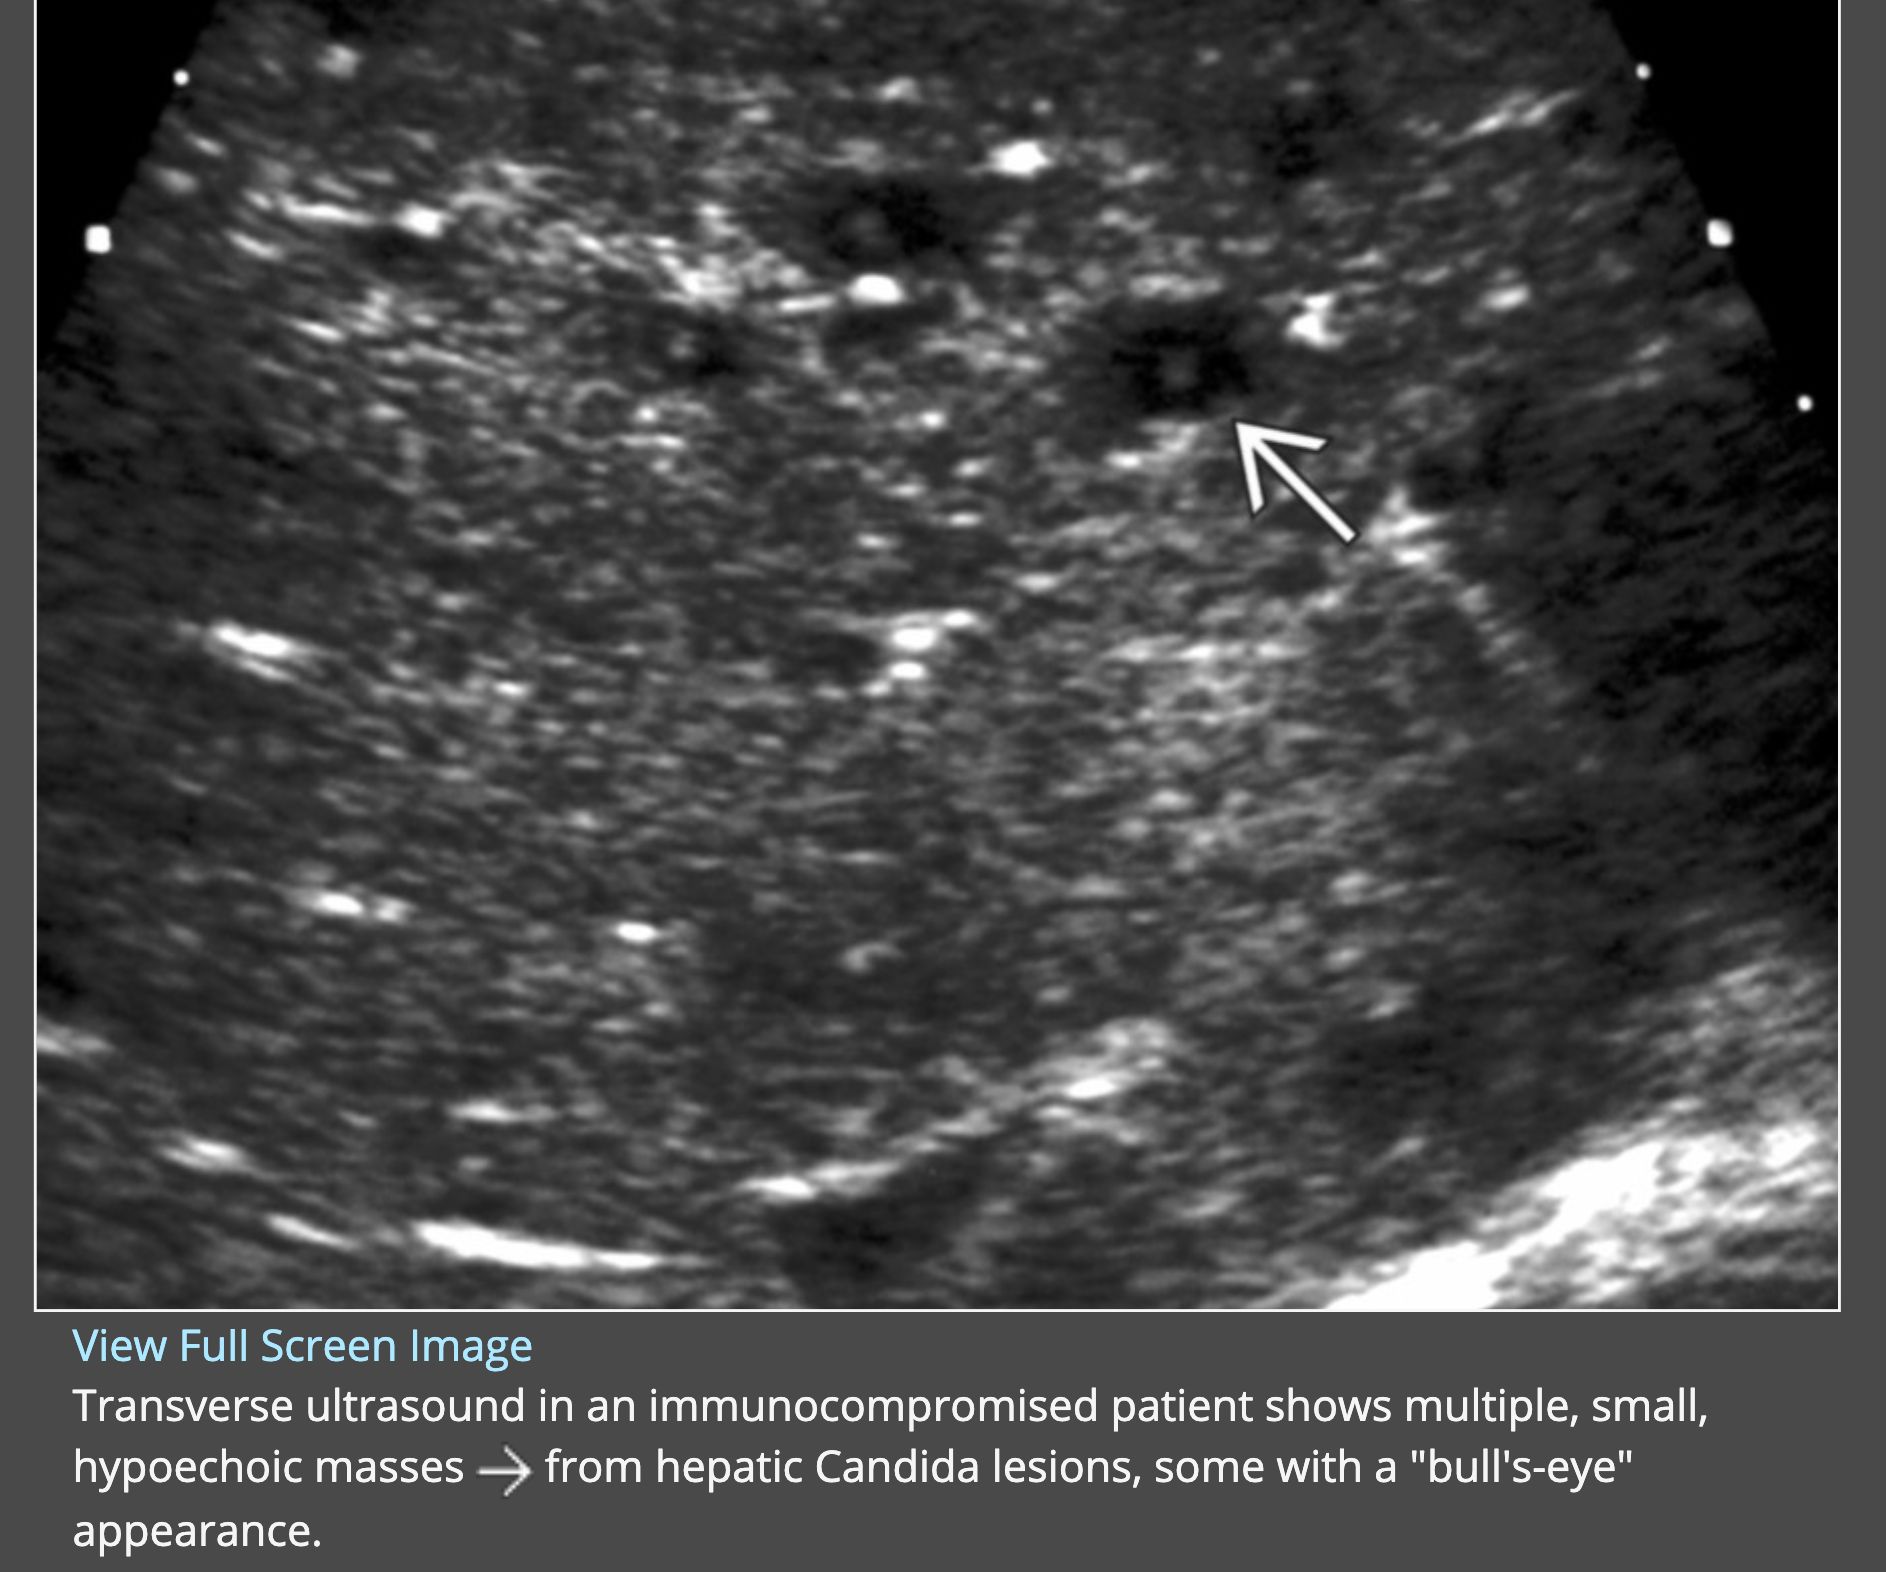 View Full Screen Image
Transverse ultrasound in an immunocompromised patient shows multiple, small,
hypoechoic masses → from hepatic Candida lesions, some with a "bull's-eye"
appearance.